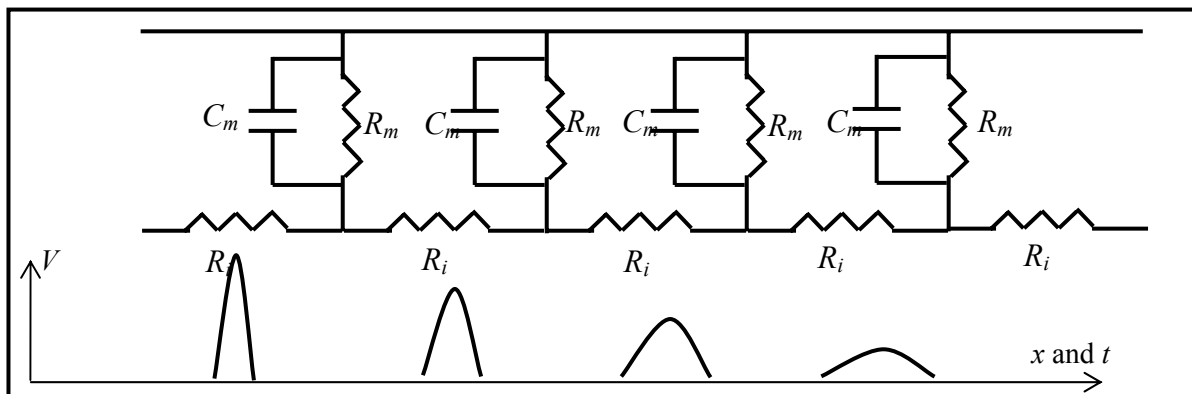 C_m R_m C_m R_m C_m R_m C_m R_m
R_i R_i R_i R_i R_i
V
x and t